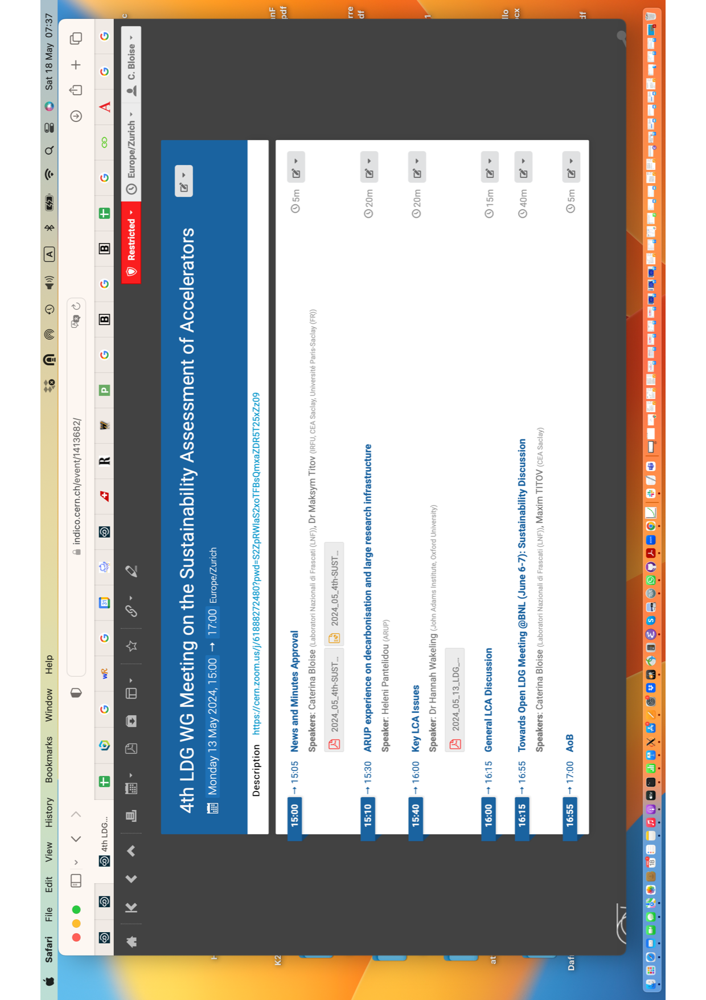 Safari File Edit View History Bookmarks Window Help
Sat 18 May 07:37
indico.cern.ch/event/1413682/
4th LDG...
Restricted
Europe/Zurich
C. Bloise
4th LDG WG Meeting on the Sustainability Assessment of Accelerators
Monday 13 May 2024, 15:00 → 17:00 Europe/Zurich
Description https://cern.zoom.us/j/61888272480?pwd=S2ZpRWlaS2xoTFBsQmxaZDR5T25xZz09
15:00 → 15:05 News and Minutes Approval 5m
Speakers: Caterina Bloise (Laboratori Nazionali di Frascati (LNF)), Dr Maksym Titov (IRFU, CEA Saclay, Université Paris-Saclay (FR))
2024_05_4th-SUST... 2024_05_4th-SUST...
15:10 → 15:30 ARUP experience on decarbonisation and large research infrastructure 20m
Speaker: Heleni Pantelidou (ARUP)
15:40 → 16:00 Key LCA Issues 20m
Speaker: Dr Hannah Wakeling (John Adams Institute, Oxford University)
2024_05_13_LDG_...
16:00 → 16:15 General LCA Discussion 15m
16:15 → 16:55 Towards Open LDG Meeting @BNL (June 6-7): Sustainability Discussion 40m
Speakers: Caterina Bloise (Laboratori Nazionali di Frascati (LNF)), Maxim TITOV (CEA Saclay)
16:55 → 17:00 AoB 5m